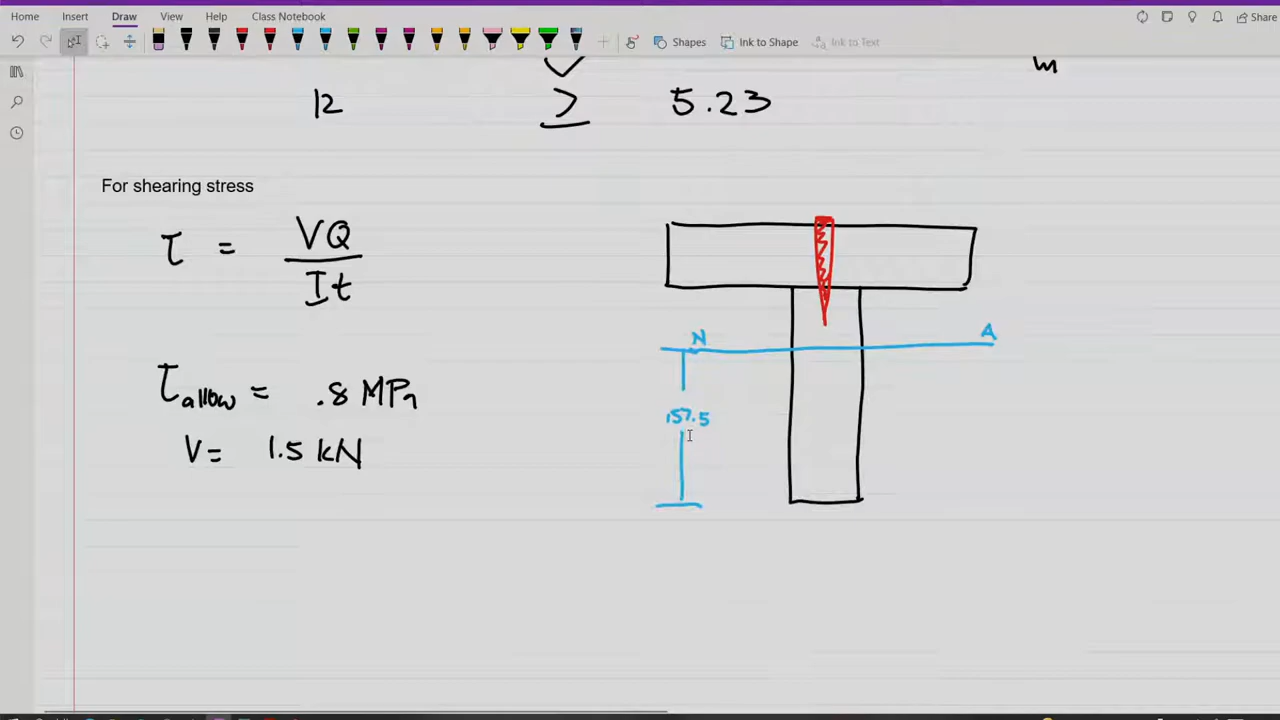 Home Insert Draw View Help Class Notebook Share
Shapes Ink to Shape Ink to Text
m
12 ≥ 5.23
For shearing stress
τ = VQ
It
τallow = .8 MPa
V = 1.5 kN
N A
157.5